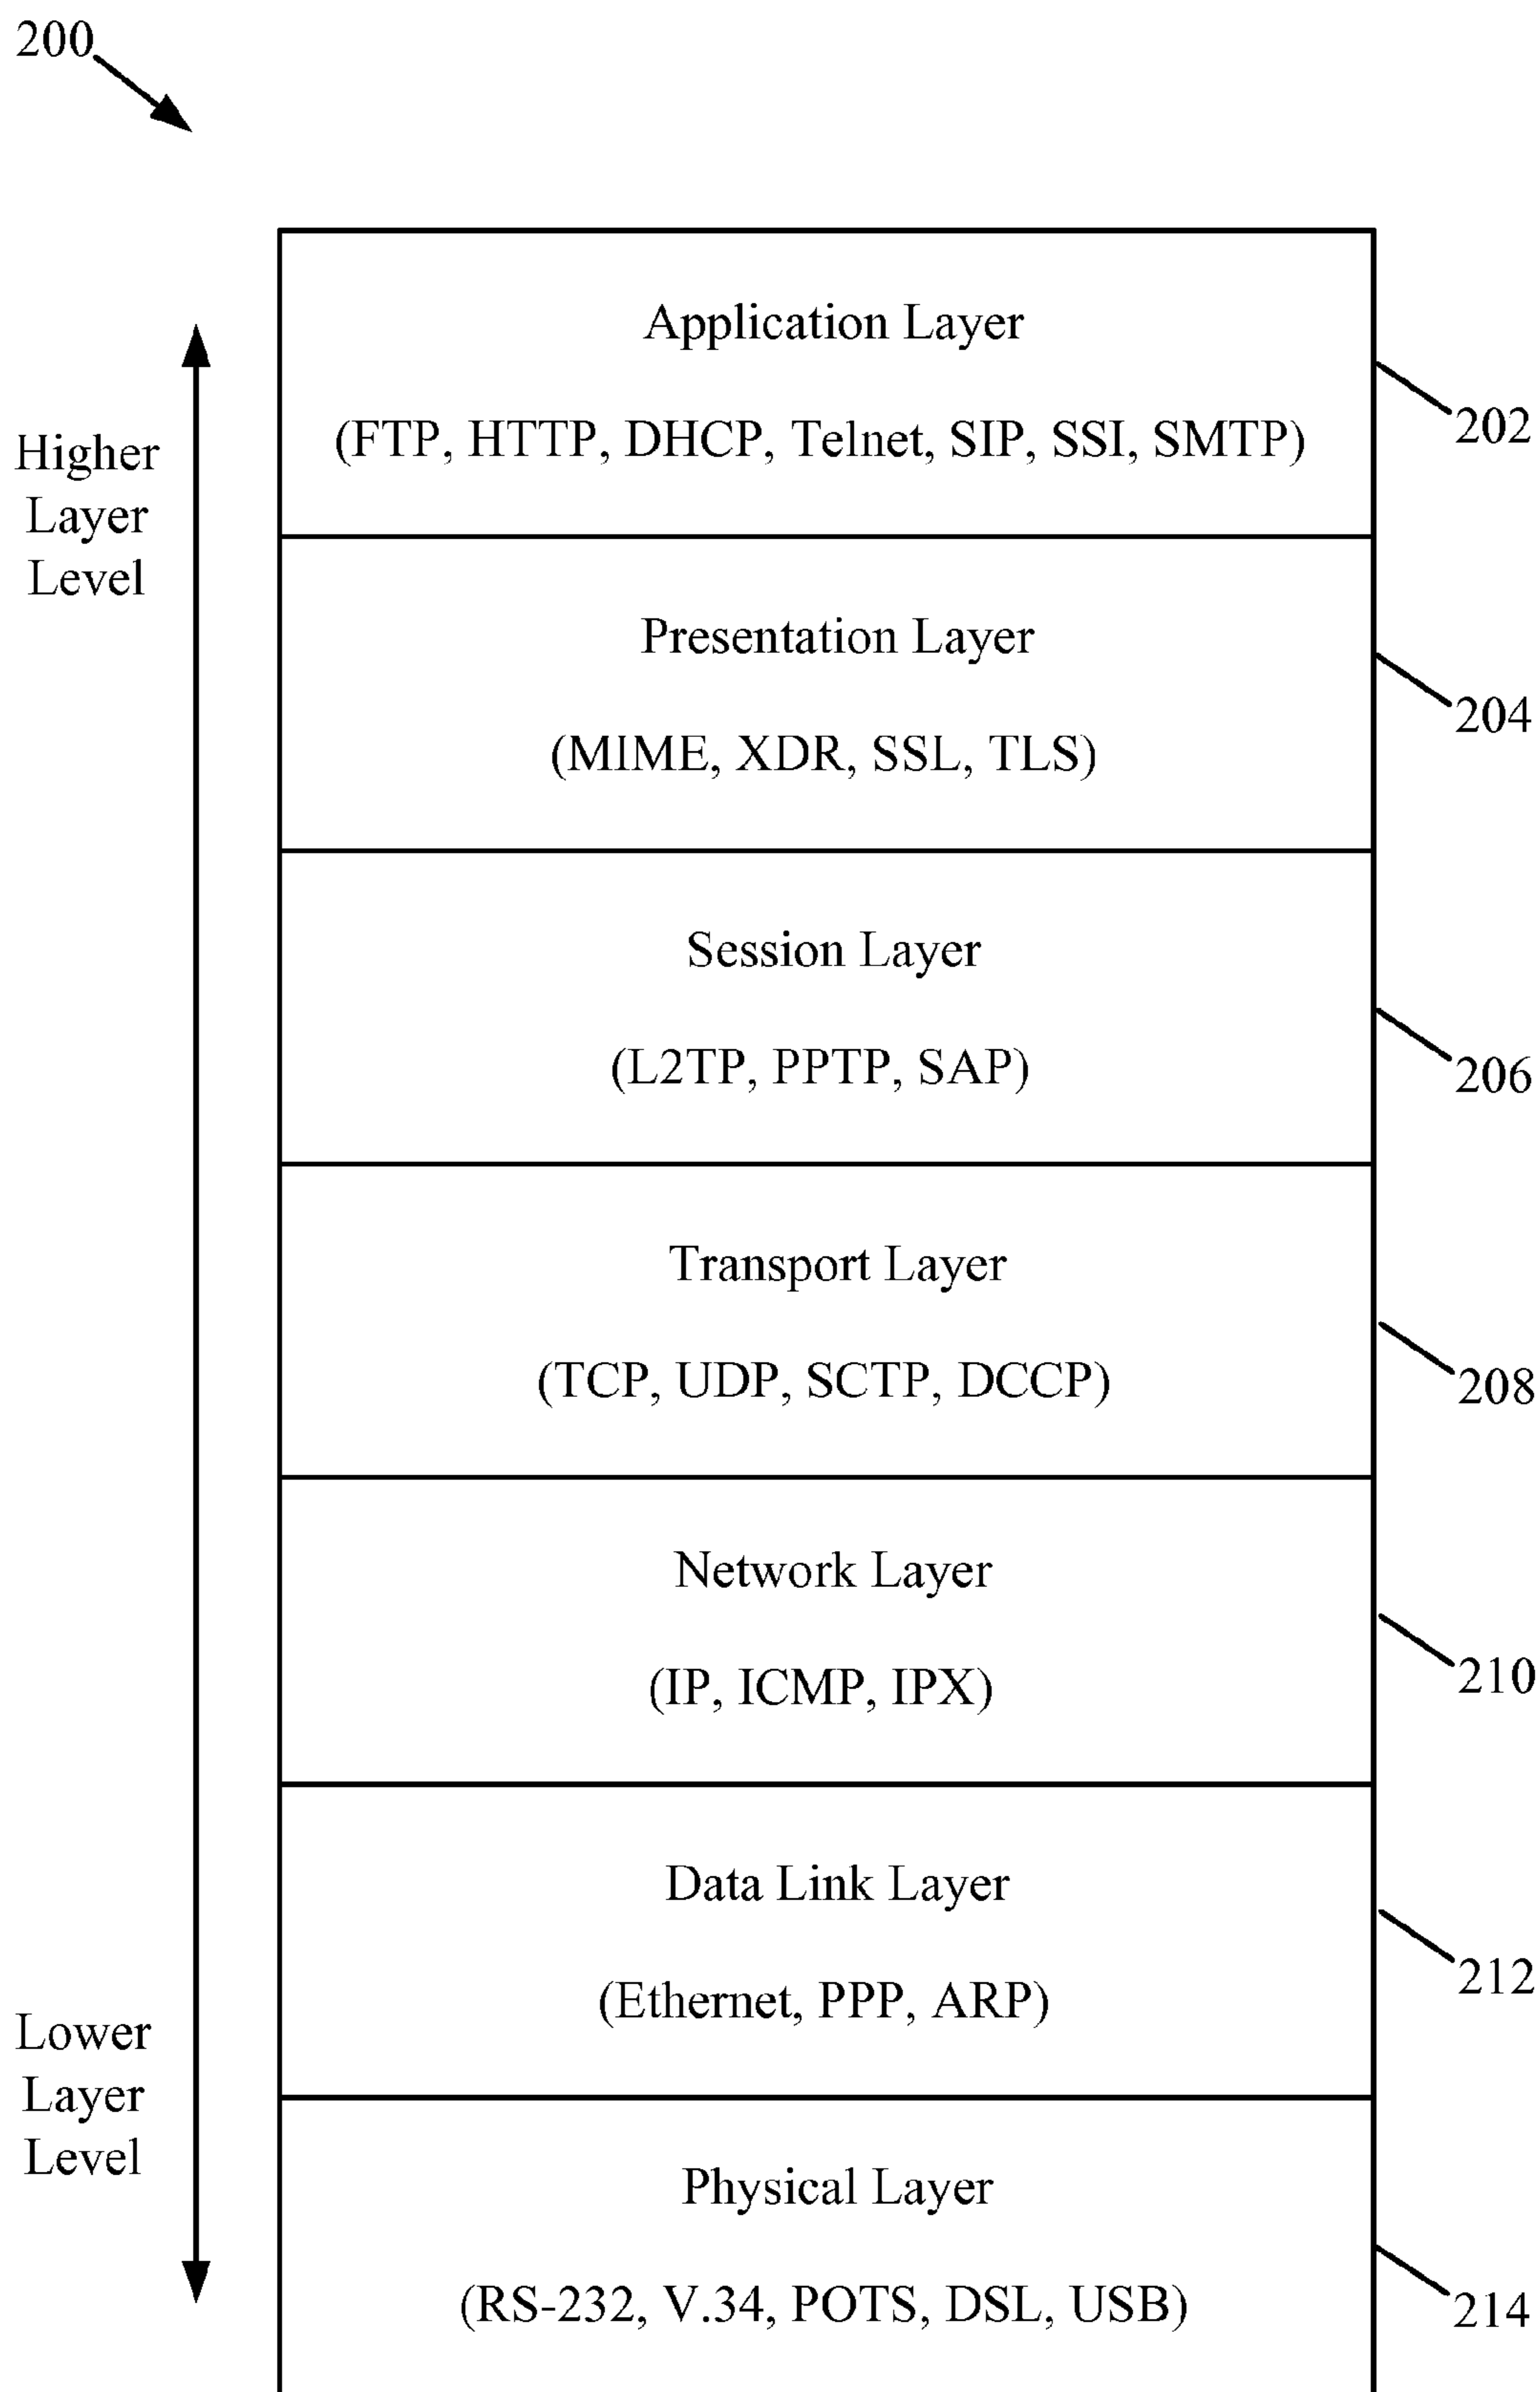 200
Application Layer
(FTP, HTTP, DHCP, Telnet, SIP, SSI, SMTP)
202
Higher
Layer
Level
Presentation Layer
(MIME, XDR, SSL, TLS)
204
Session Layer
(L2TP, PPTP, SAP)
206
Transport Layer
(TCP, UDP, SCTP, DCCP)
208
Network Layer
(IP, ICMP, IPX)
210
Data Link Layer
(Ethernet, PPP, ARP)
212
Lower
Layer
Level
Physical Layer
(RS-232, V.34, POTS, DSL, USB)
214